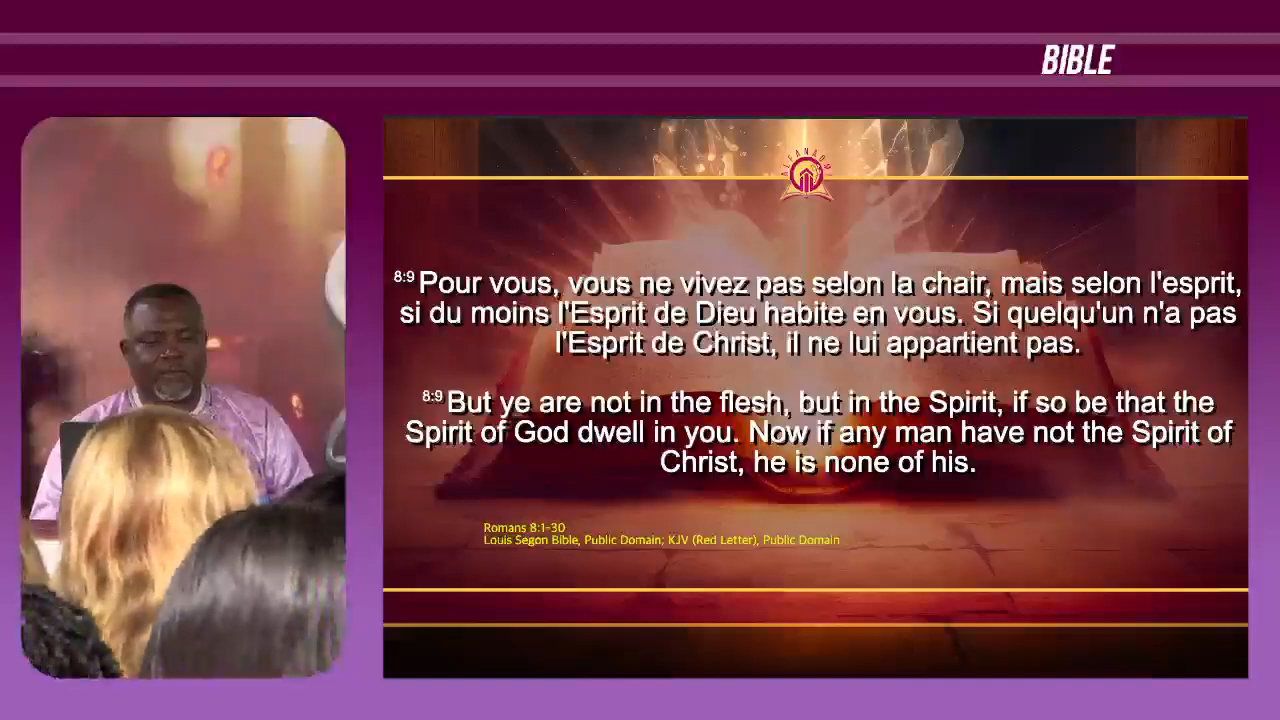 BIBLE
8:9 Pour vous, vous ne vivez pas selon la chair, mais selon l'esprit,
si du moins l'Esprit de Dieu habite en vous. Si quelqu'un n'a pas
l'Esprit de Christ, il ne lui appartient pas.
8:9 But ye are not in the flesh, but in the Spirit, if so be that the
Spirit of God dwell in you. Now if any man have not the Spirit of
Christ, he is none of his.
Romans 8:1-30
Louis Segon Bible, Public Domain; KJV (Red Letter), Public Domain